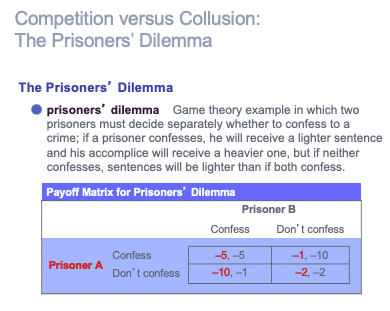 Competition versus Collusion:
The Prisoners' Dilemma
The Prisoners’ Dilemma
prisoners’ dilemma Game theory example in which two
prisoners must decide separately whether to confess to a
crime; if a prisoner confesses, he will receive a lighter sentence
and his accomplice will receive a heavier one, but if neither
confesses, sentences will be lighter than if both confess.
Payoff Matrix for Prisoners’ Dilemma
Prisoner B
Confess Don’t confess
Prisoner A
Confess –5, –5 –1, –10
Don’t confess –10, –1 –2, –2